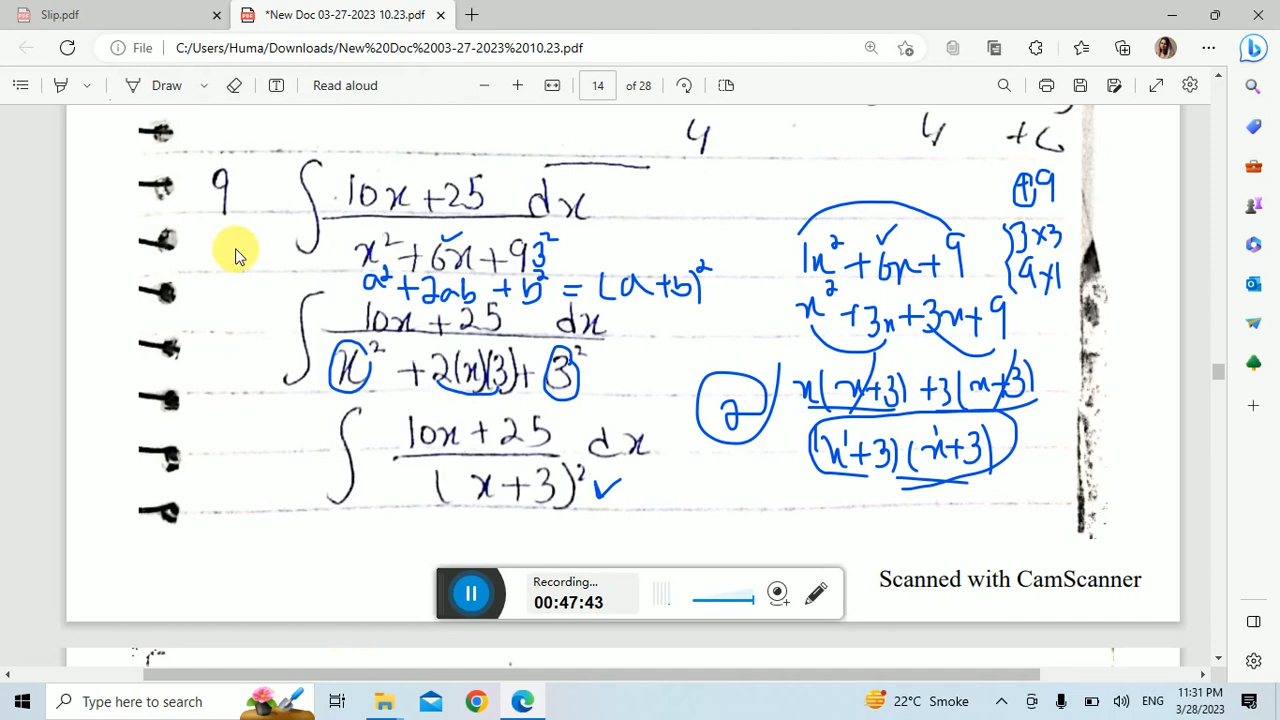 Slip.pdf
*New Doc 03-27-2023 10.23.pdf
File
C:/Users/Huma/Downloads/New%20Doc%2003-27-2023%2010.23.pdf
Draw
Read aloud
14 of 28
4
4
+6
9
∫ 10x+25 dx
x² + 6x + 9 3²
a² + 2ab + b² = (a+b)²
∫ 10x+25 dx
x² + 2(x)(3) + 3²
∫ 10x+25 dx
(x+3)² ✓
+9
3×3
9×1
1x² + 6x + 9
x² + 3x + 3x + 9
x(x+3) + 3(x+3)
(x+3)(x+3)
2
Recording...
00:47:43
Scanned with CamScanner
Type here to search
22°C Smoke
ENG
11:31 PM
3/28/2023